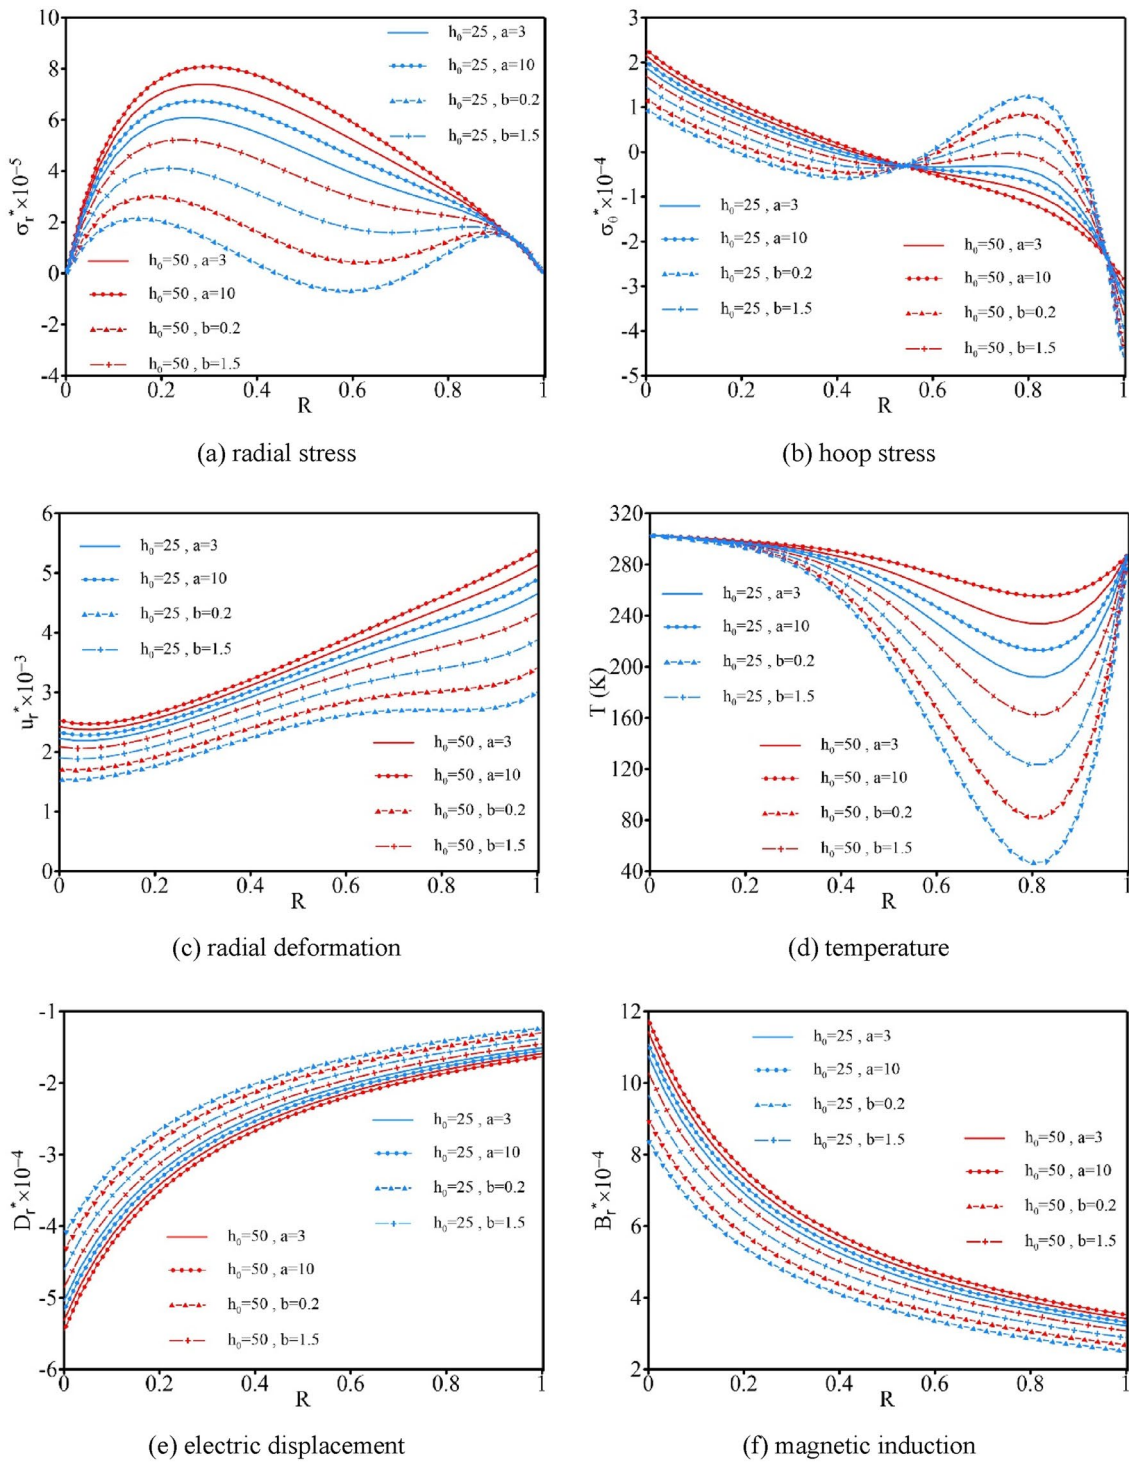 10
8
6
4
2
0
-2
-4
σr*×10⁻⁵
h₀=25 , a=3
h₀=25 , a=10
h₀=25 , b=0.2
h₀=25 , b=1.5
h₀=50 , a=3
h₀=50 , a=10
h₀=50 , b=0.2
h₀=50 , b=1.5
0 0.2 0.4 0.6 0.8 1
R
(a) radial stress
3
2
1
0
-1
-2
-3
-4
-5
σθ*×10⁻⁴
h₀=25 , a=3
h₀=25 , a=10
h₀=25 , b=0.2
h₀=25 , b=1.5
h₀=50 , a=3
h₀=50 , a=10
h₀=50 , b=0.2
h₀=50 , b=1.5
0 0.2 0.4 0.6 0.8 1
R
(b) hoop stress
6
5
4
3
2
1
0
ur*×10⁻³
h₀=25 , a=3
h₀=25 , a=10
h₀=25 , b=0.2
h₀=25 , b=1.5
h₀=50 , a=3
h₀=50 , a=10
h₀=50 , b=0.2
h₀=50 , b=1.5
0 0.2 0.4 0.6 0.8 1
R
(c) radial deformation
320
280
240
200
160
120
80
40
T (K)
h₀=25 , a=3
h₀=25 , a=10
h₀=25 , b=0.2
h₀=25 , b=1.5
h₀=50 , a=3
h₀=50 , a=10
h₀=50 , b=0.2
h₀=50 , b=1.5
0 0.2 0.4 0.6 0.8 1
R
(d) temperature
-1
-2
-3
-4
-5
-6
Dr*×10⁻⁴
h₀=25 , a=3
h₀=25 , a=10
h₀=25 , b=0.2
h₀=25 , b=1.5
h₀=50 , a=3
h₀=50 , a=10
h₀=50 , b=0.2
h₀=50 , b=1.5
0 0.2 0.4 0.6 0.8 1
R
(e) electric displacement
12
10
8
6
4
2
Br*×10⁻⁴
h₀=25 , a=3
h₀=25 , a=10
h₀=25 , b=0.2
h₀=25 , b=1.5
h₀=50 , a=3
h₀=50 , a=10
h₀=50 , b=0.2
h₀=50 , b=1.5
0 0.2 0.4 0.6 0.8 1
R
(f) magnetic induction